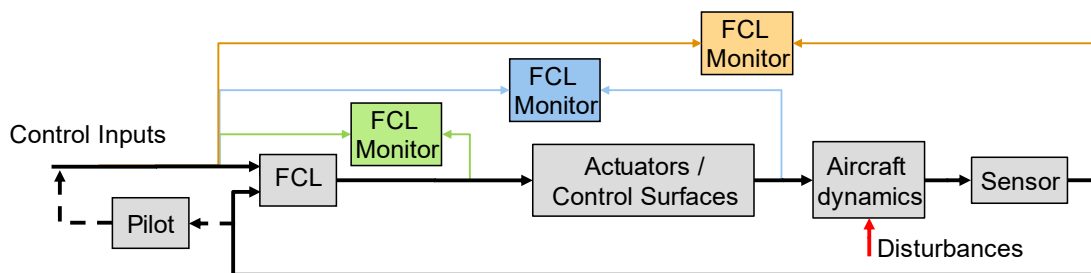 FCL
Monitor
FCL
Monitor
FCL
Monitor
Control Inputs
FCL
Actuators /
Control Surfaces
Aircraft
dynamics
Sensor
Pilot
Disturbances